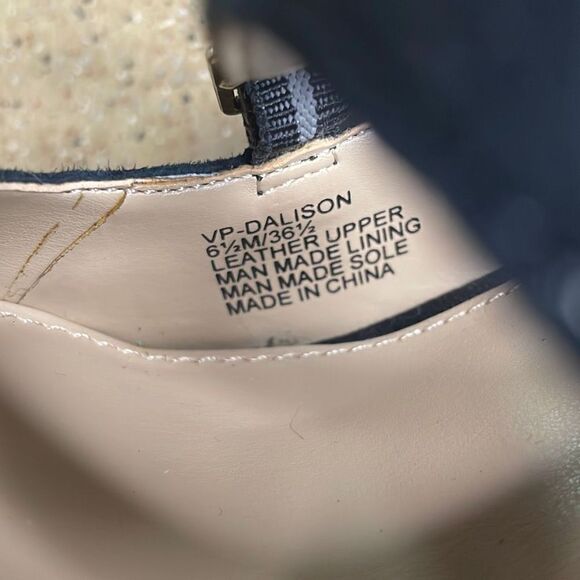 VP-DALISON
6½M/36½
LEATHER UPPER
MAN MADE LINING
MAN MADE SOLE
MADE IN CHINA